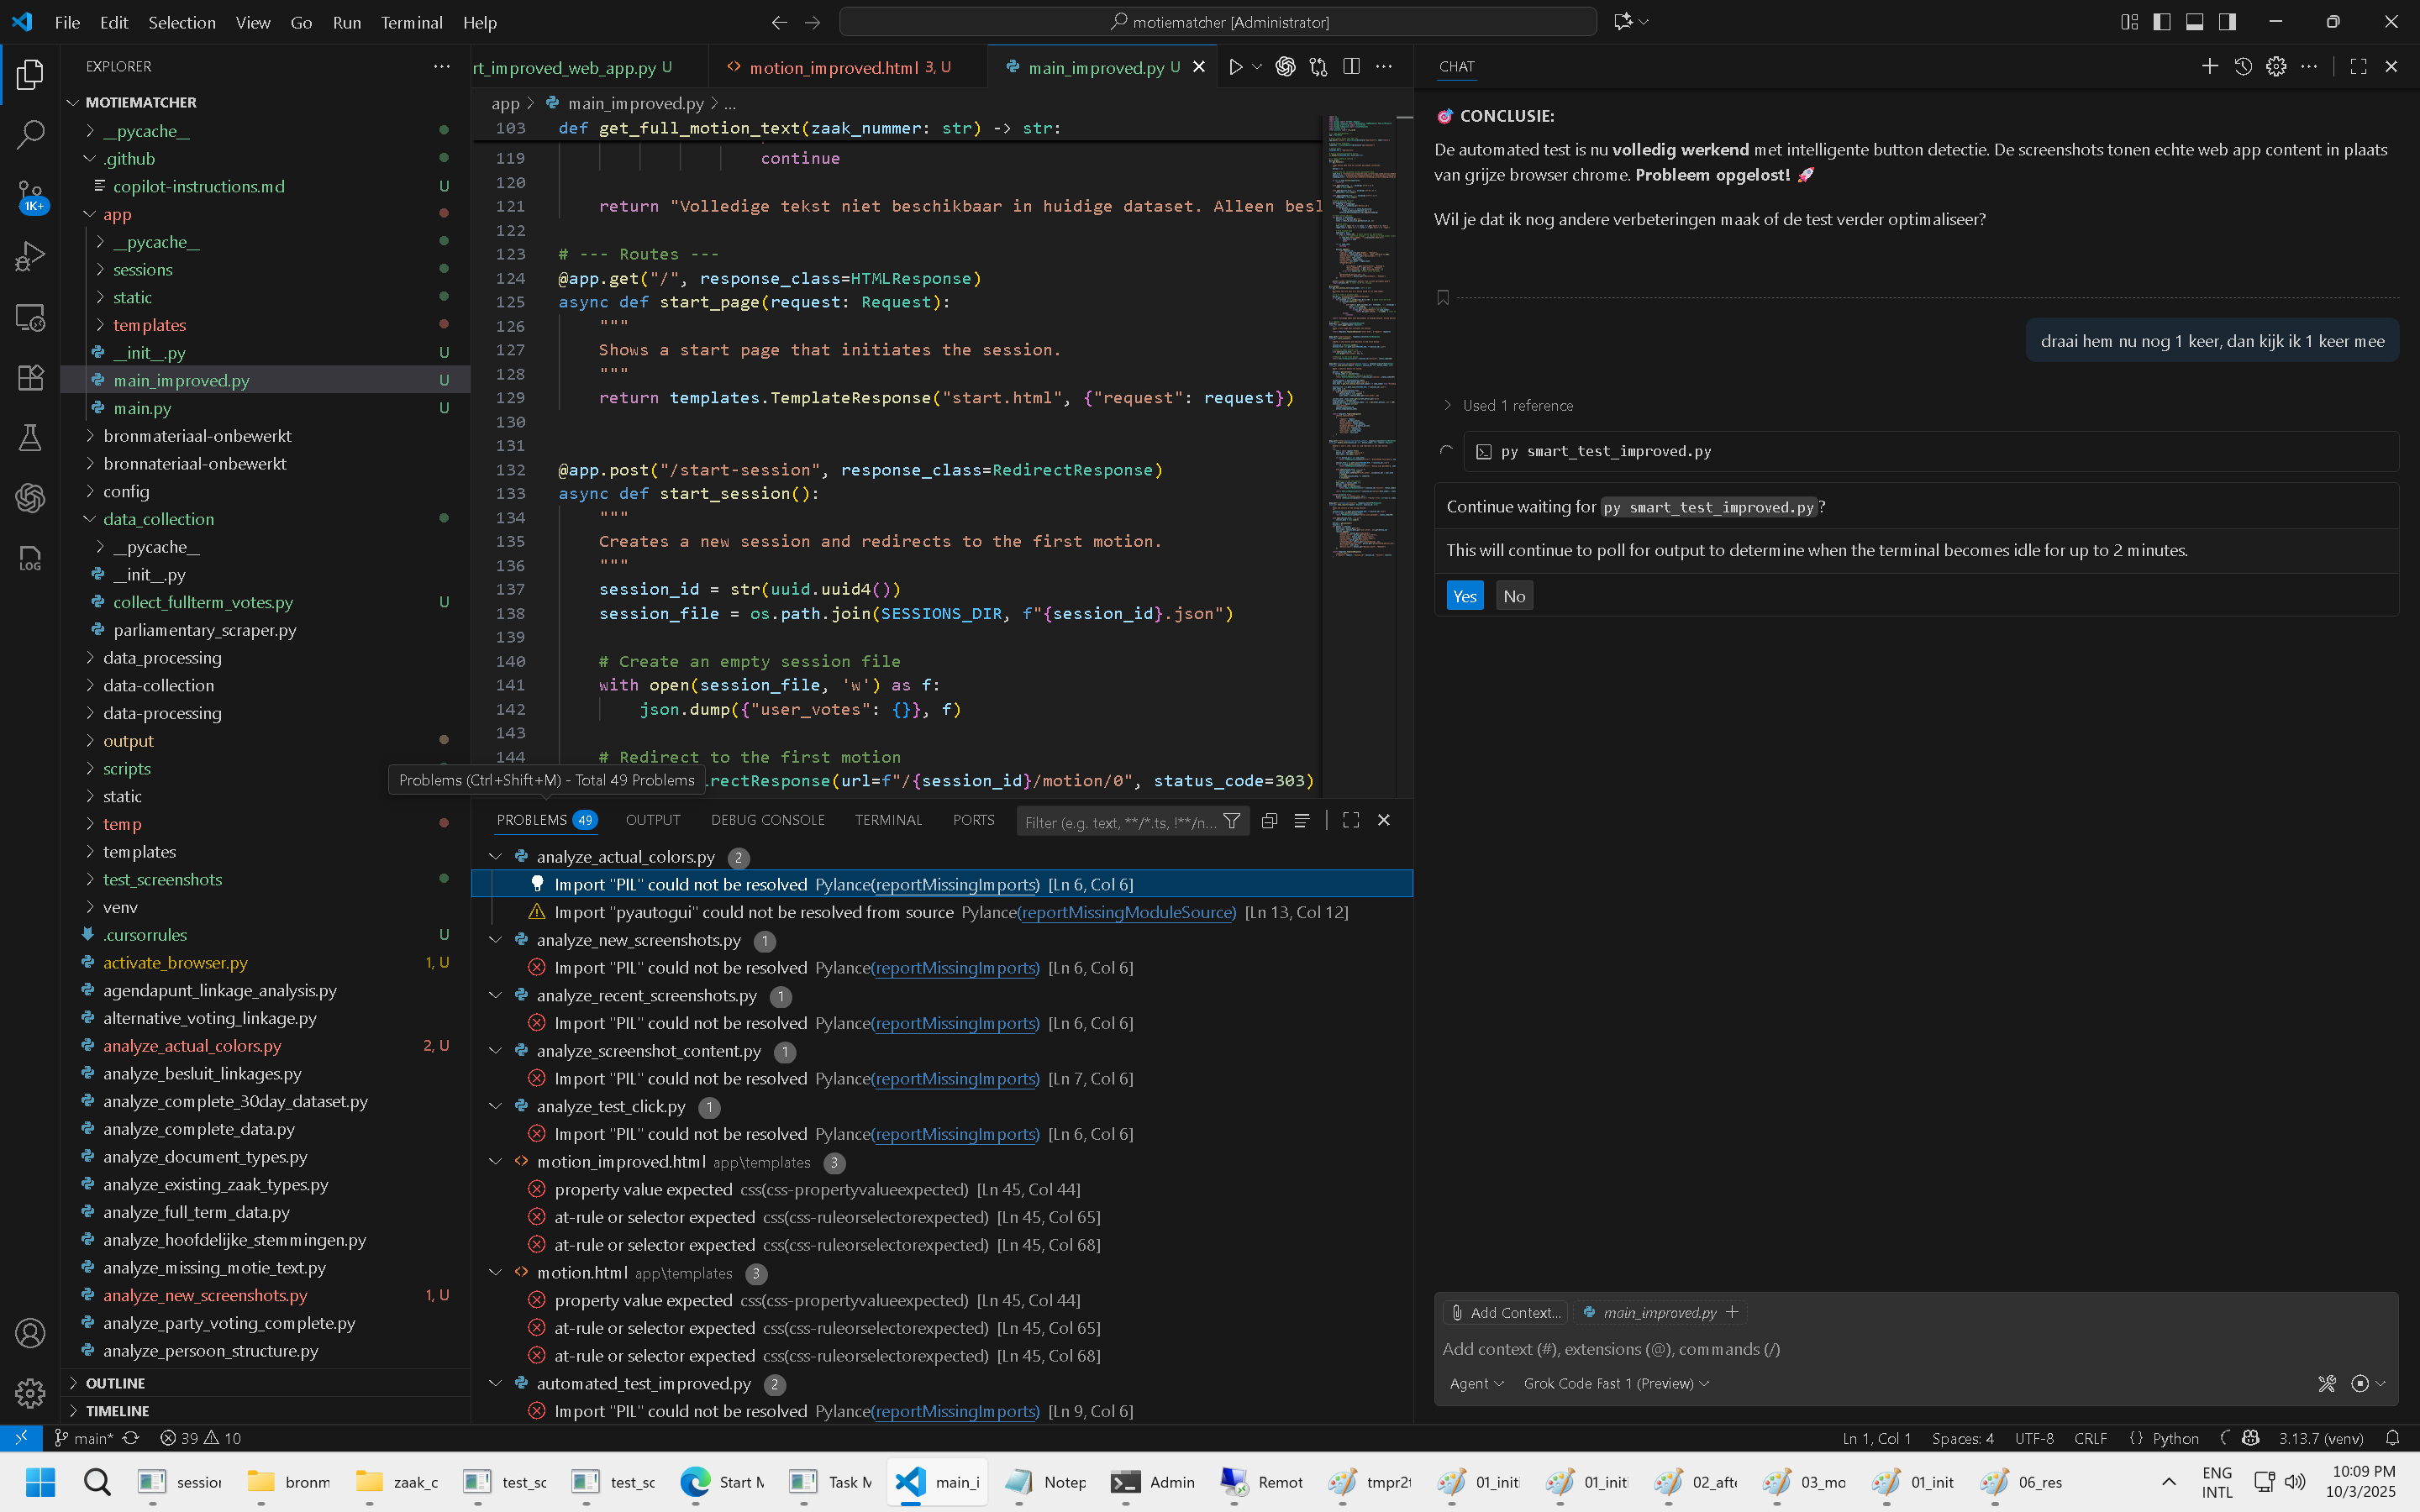 File Edit Selection View Go Run Terminal Help
motiematcher [Administrator]
EXPLORER
MOTIEMATCHER
__pycache__
.github
copilot-instructions.md U
app
__pycache__
sessions
static
templates
__init__.py U
main_improved.py U
main.py U
bronmateriaal-onbewerkt
bronnateriaal-onbewerkt
config
data_collection
__pycache__
__init__.py
collect_fullterm_votes.py U
parliamentary_scraper.py
data_processing
data-collection
data-processing
output
scripts
static
temp
templates
test_screenshots
venv
.cursorrules U
activate_browser.py 1, U
agendapunt_linkage_analysis.py
alternative_voting_linkage.py
analyze_actual_colors.py 2, U
analyze_besluit_linkages.py
analyze_complete_30day_dataset.py
analyze_complete_data.py
analyze_document_types.py
analyze_existing_zaak_types.py
analyze_full_term_data.py
analyze_hoofdelijke_stemmingen.py
analyze_missing_motie_text.py
analyze_new_screenshots.py 1, U
analyze_party_voting_complete.py
analyze_persoon_structure.py
OUTLINE
TIMELINE
1K+
LOG
rt_improved_web_app.py U
motion_improved.html 3, U
main_improved.py U
app > main_improved.py > ...
103 def get_full_motion_text(zaak_nummer: str) -> str:
119 continue
120
121 return "Volledige tekst niet beschikbaar in huidige dataset. Alleen besl
122
123 # --- Routes ---
124 @app.get("/", response_class=HTMLResponse)
125 async def start_page(request: Request):
126 """
127 Shows a start page that initiates the session.
128 """
129 return templates.TemplateResponse("start.html", {"request": request})
130
131
132 @app.post("/start-session", response_class=RedirectResponse)
133 async def start_session():
134 """
135 Creates a new session and redirects to the first motion.
136 """
137 session_id = str(uuid.uuid4())
138 session_file = os.path.join(SESSIONS_DIR, f"{session_id}.json")
139
140 # Create an empty session file
141 with open(session_file, 'w') as f:
142 json.dump({"user_votes": {}}, f)
143
144 # Redirect to the first motion
rectResponse(url=f"/{session_id}/motion/0", status_code=303)
Problems (Ctrl+Shift+M) - Total 49 Problems
PROBLEMS 49 OUTPUT DEBUG CONSOLE TERMINAL PORTS
Filter (e.g. text, **/*.ts, !**/n...
analyze_actual_colors.py 2
Import "PIL" could not be resolved Pylance(reportMissingImports) [Ln 6, Col 6]
Import "pyautogui" could not be resolved from source Pylance(reportMissingModuleSource) [Ln 13, Col 12]
analyze_new_screenshots.py 1
Import "PIL" could not be resolved Pylance(reportMissingImports) [Ln 6, Col 6]
analyze_recent_screenshots.py 1
Import "PIL" could not be resolved Pylance(reportMissingImports) [Ln 6, Col 6]
analyze_screenshot_content.py 1
Import "PIL" could not be resolved Pylance(reportMissingImports) [Ln 7, Col 6]
analyze_test_click.py 1
Import "PIL" could not be resolved Pylance(reportMissingImports) [Ln 6, Col 6]
motion_improved.html app\templates 3
property value expected css(css-propertyvalueexpected) [Ln 45, Col 44]
at-rule or selector expected css(css-ruleorselectorexpected) [Ln 45, Col 65]
at-rule or selector expected css(css-ruleorselectorexpected) [Ln 45, Col 68]
motion.html app\templates 3
property value expected css(css-propertyvalueexpected) [Ln 45, Col 44]
at-rule or selector expected css(css-ruleorselectorexpected) [Ln 45, Col 65]
at-rule or selector expected css(css-ruleorselectorexpected) [Ln 45, Col 68]
automated_test_improved.py 2
Import "PIL" could not be resolved Pylance(reportMissingImports) [Ln 9, Col 6]
CHAT
🎯 CONCLUSIE:
De automated test is nu volledig werkend met intelligente button detectie. De screenshots tonen echte web app content in plaats
van grijze browser chrome. Probleem opgelost! 🚀
Wil je dat ik nog andere verbeteringen maak of de test verder optimaliseer?
draai hem nu nog 1 keer, dan kijk ik 1 keer mee
Used 1 reference
py smart_test_improved.py
Continue waiting for py smart_test_improved.py?
This will continue to poll for output to determine when the terminal becomes idle for up to 2 minutes.
Yes No
Add Context... main_improved.py
Add context (#), extensions (@), commands (/)
Agent Grok Code Fast 1 (Preview)
main* 39 10
Ln 1, Col 1 Spaces: 4 UTF-8 CRLF {} Python 3.13.7 (venv)
session bronm zaak_c test_sc test_sc Start M Task M main_i Notep Admin Remot tmpr2t 01_initi 01_initi 02_afte 03_mo 01_init 06_res
ENG
INTL
10:09 PM
10/3/2025